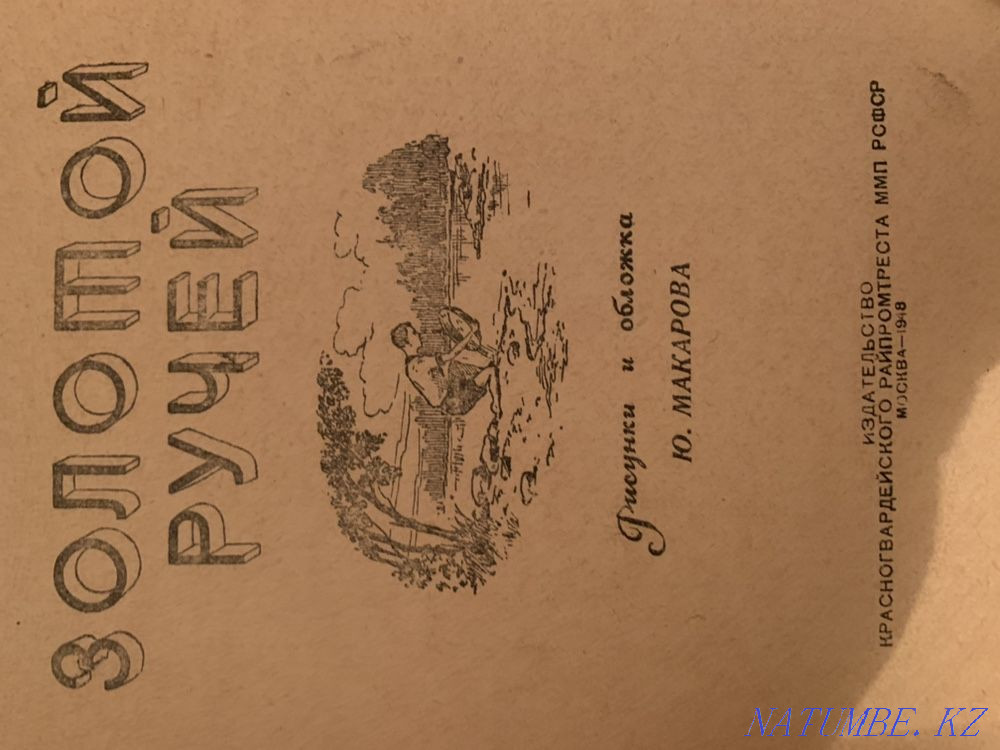 ЗОЛОТОЙ
РУЧЕЙ
Рисунки и обложка
Ю. МАКАРОВА
ИЗДАТЕЛЬСТВО
КРАСНОГВАРДЕЙСКОГО РАЙПРОМТРЕСТА ММП РСФСР
МОСКВА—1948
NATUMBE.KZ